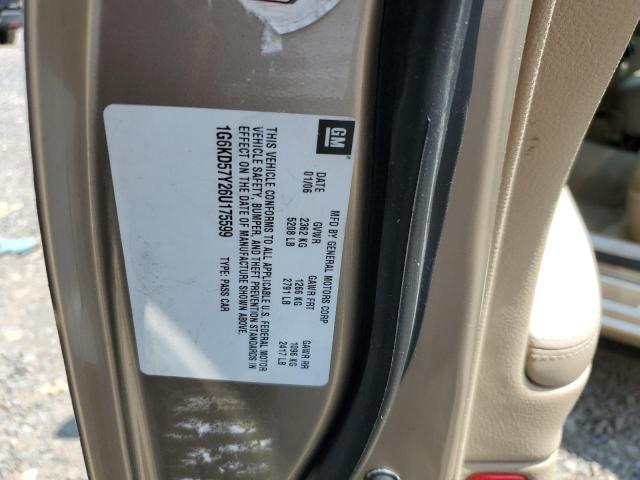 GM
MFD BY GENERAL MOTORS CORP
DATE GVWR GAWR FRT GAWR RR
01/06 2362 KG 1266 KG 1096 KG
5208 LB 2791 LB 2417 LB
THIS VEHICLE CONFORMS TO ALL APPLICABLE U.S. FEDERAL MOTOR
VEHICLE SAFETY, BUMPER, AND THEFT PREVENTION STANDARDS IN
EFFECT ON THE DATE OF MANUFACTURE SHOWN ABOVE.
1G6KD57Y26U175599 TYPE: PASS CAR